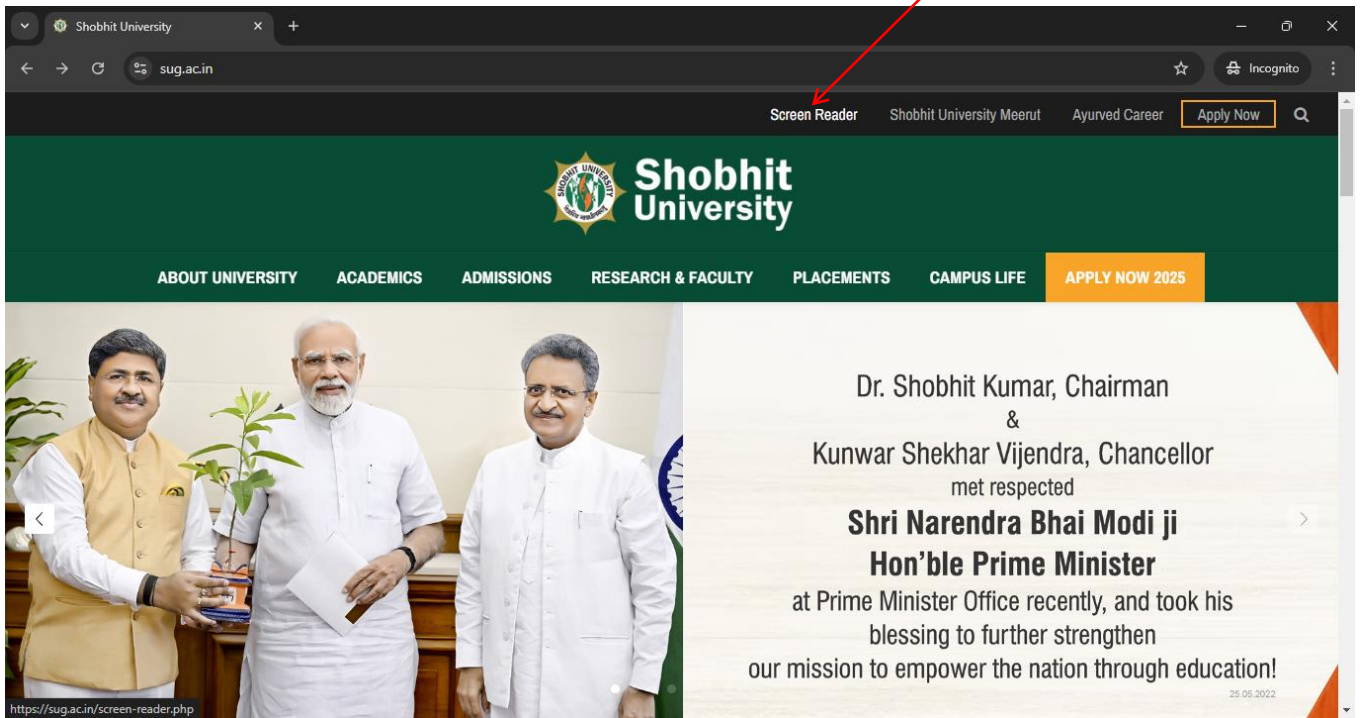 Shobhit University
sug.ac.in
Incognito
Screen Reader
Shobhit University Meerut
Ayurved Career
Apply Now
Shobhit
University
ABOUT UNIVERSITY
ACADEMICS
ADMISSIONS
RESEARCH & FACULTY
PLACEMENTS
CAMPUS LIFE
APPLY NOW 2025
Dr. Shobhit Kumar, Chairman
&
Kunwar Shekhar Vijendra, Chancellor
met respected
Shri Narendra Bhai Modi ji
Hon'ble Prime Minister
at Prime Minister Office recently, and took his
blessing to further strengthen
our mission to empower the nation through education!
25.05.2022
https://sug.ac.in/screen-reader.php